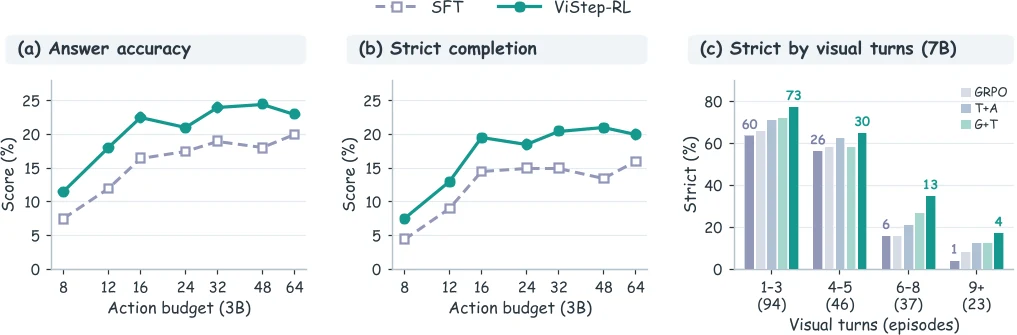 SFT ViStep-RL
(a) Answer accuracy
Score (%)
25
20
15
10
5
0
8 12 16 24 32 48 64
Action budget (3B)
(b) Strict completion
Score (%)
25
20
15
10
5
0
8 12 16 24 32 48 64
Action budget (3B)
(c) Strict by visual turns (7B)
GRPO
T+A
G+T
Strict (%)
80
60
40
20
0
60 73
26 30
6 13
1 4
1–3 4–5 6–8 9+
(94) (46) (37) (23)
Visual turns (episodes)